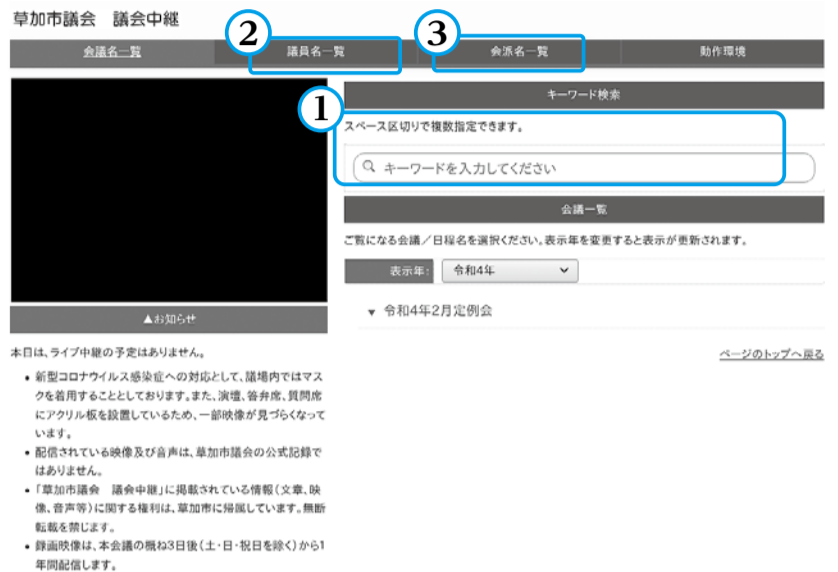 草加市議会　議会中継
会議名一覧
② 議員名一覧
③ 会派名一覧
動作環境
キーワード検索
①
スペース区切りで複数指定できます。
キーワードを入力してください
会議一覧
ご覧になる会議／日程名を選択ください。表示年を変更すると表示が更新されます。
表示年: 令和4年
▼ 令和4年2月定例会
ページのトップへ戻る
▲お知らせ
本日は、ライブ中継の予定はありません。
• 新型コロナウイルス感染症への対応として、議場内ではマス
クを着用することとしております。また、演壇、答弁席、質問席
にアクリル板を設置しているため、一部映像が見づらくなって
います。
• 配信されている映像及び音声は、草加市議会の公式記録で
はありません。
• 「草加市議会　議会中継」に掲載されている情報（文章、映
像、音声等）に関する権利は、草加市に帰属しています。無断
転載を禁じます。
• 録画映像は、本会議の概ね3日後（土・日・祝日を除く）から1
年間配信します。